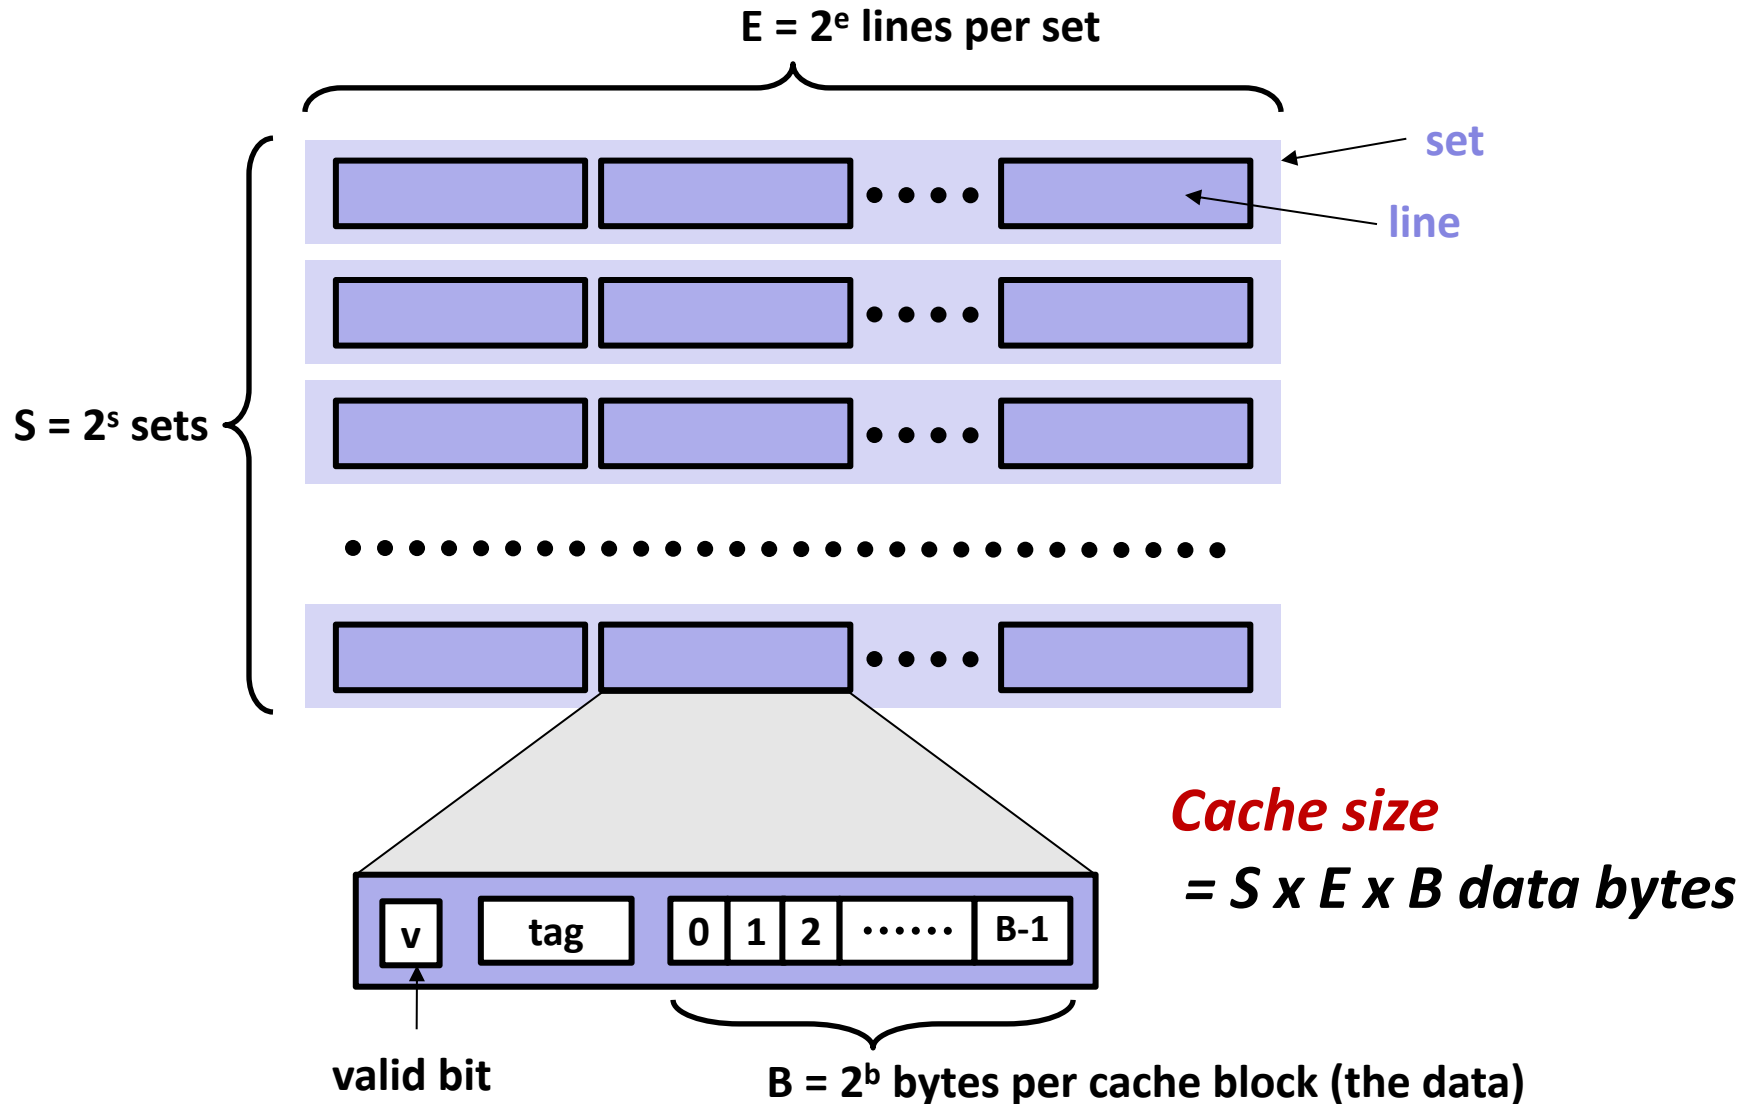 E = 2ᵉ lines per set
set
line
S = 2ˢ sets
Cache size
= S x E x B data bytes
v
tag
0 1 2 •••••• B-1
valid bit
B = 2ᵇ bytes per cache block (the data)